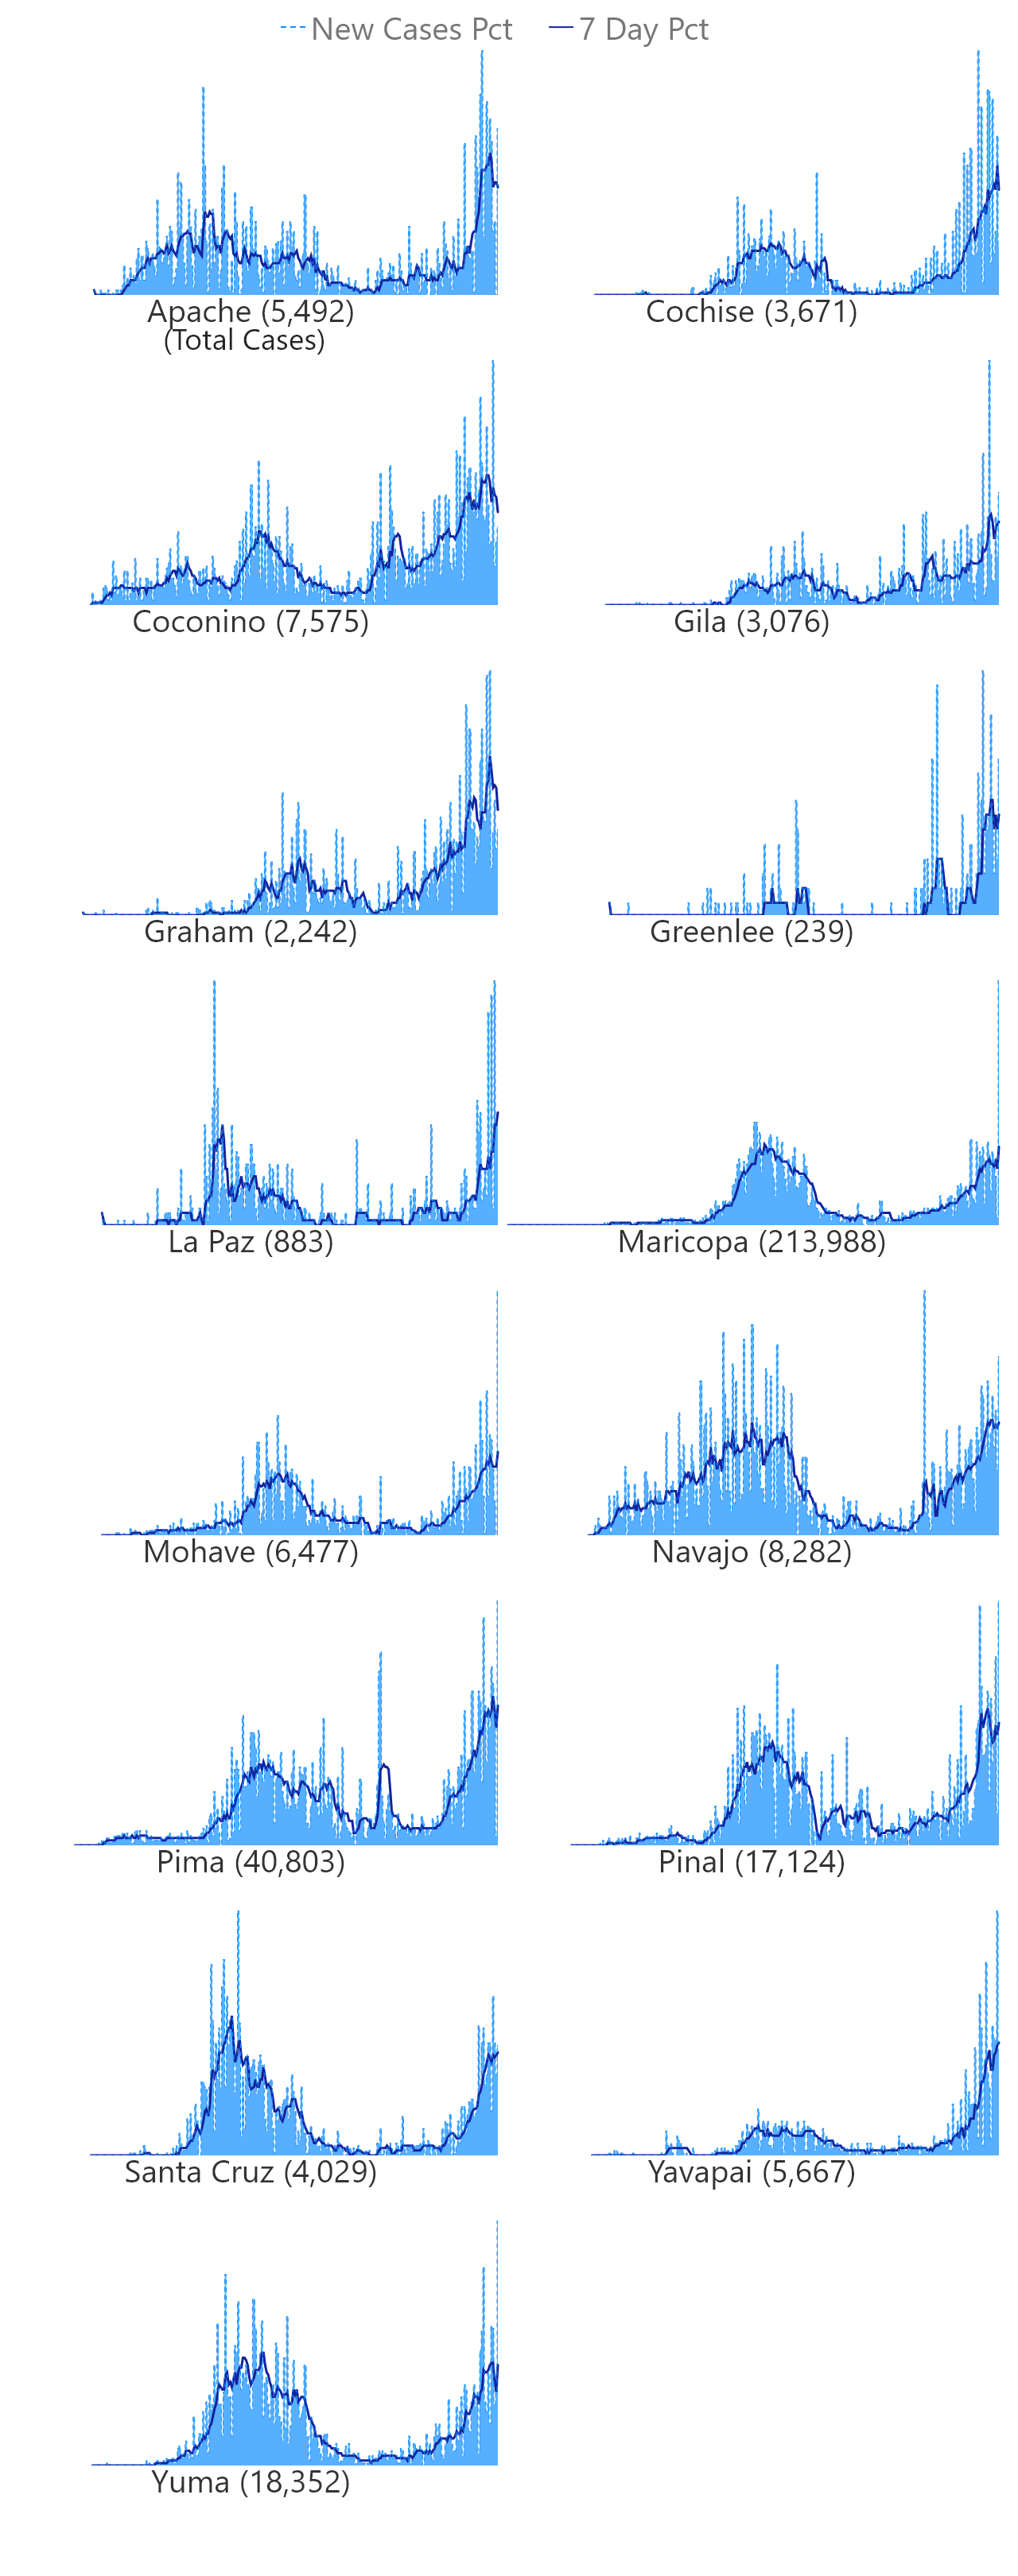 New Cases Pct 7 Day Pct
Apache (5,492)
(Total Cases)
Cochise (3,671)
Coconino (7,575)
Gila (3,076)
Graham (2,242)
Greenlee (239)
La Paz (883)
Maricopa (213,988)
Mohave (6,477)
Navajo (8,282)
Pima (40,803)
Pinal (17,124)
Santa Cruz (4,029)
Yavapai (5,667)
Yuma (18,352)